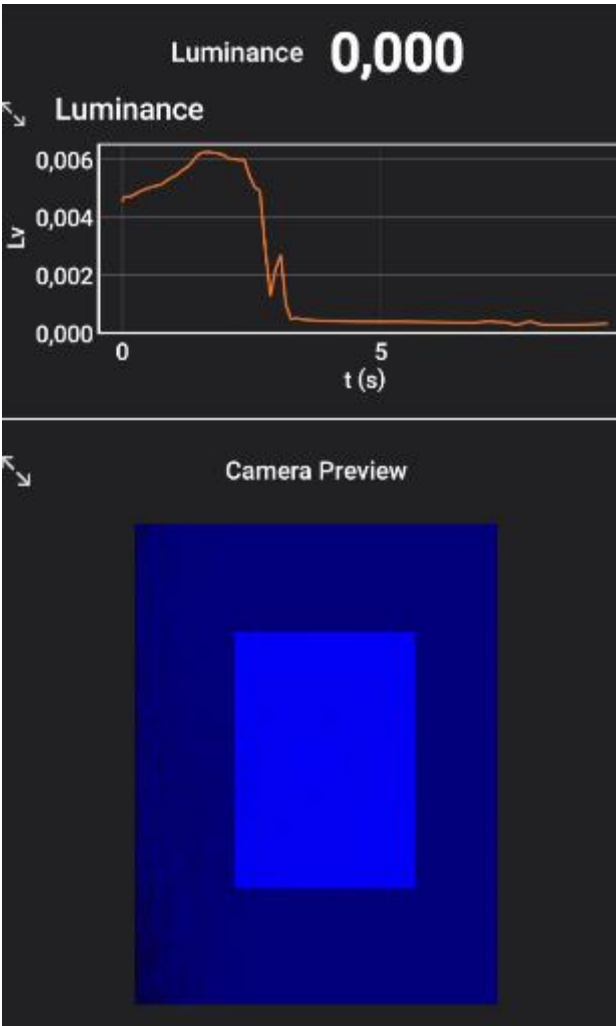 Luminance 0,000
Luminance
0,006
0,004
0,002
0,000
Lv
0 5
t (s)
Camera Preview